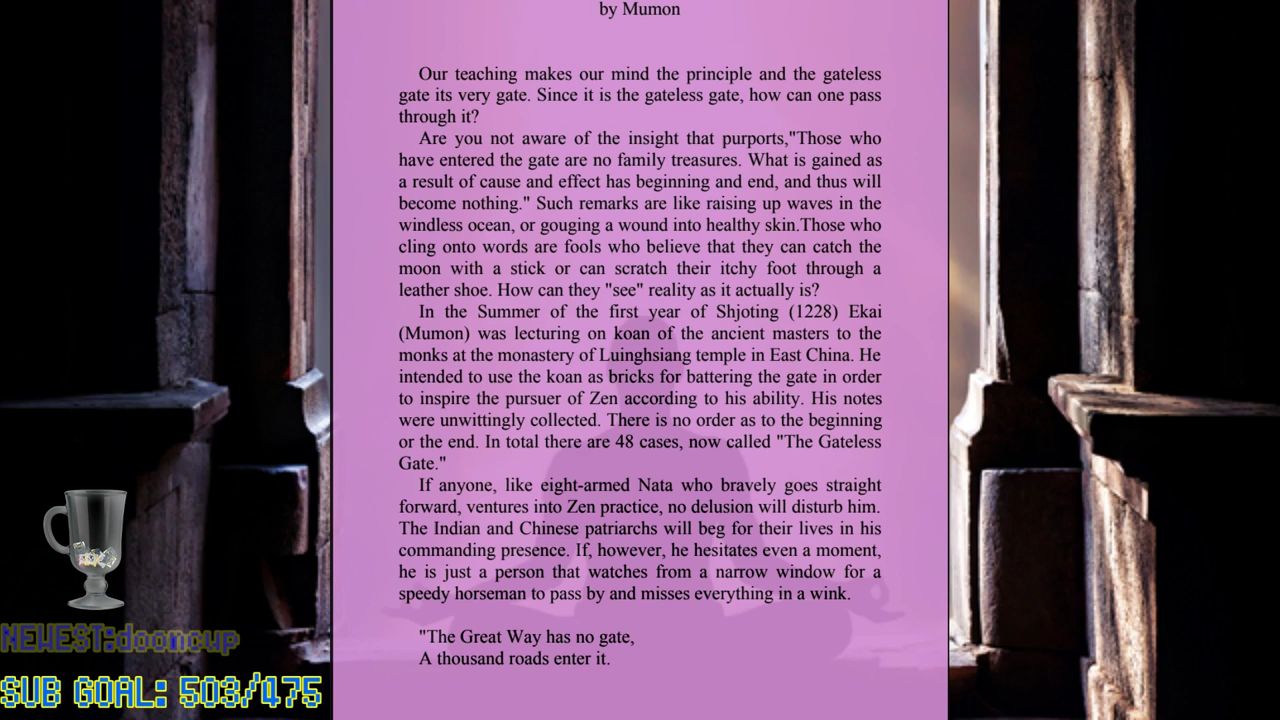 by Mumon
Our teaching makes our mind the principle and the gateless
gate its very gate. Since it is the gateless gate, how can one pass
through it?
Are you not aware of the insight that purports,"Those who
have entered the gate are no family treasures. What is gained as
a result of cause and effect has beginning and end, and thus will
become nothing." Such remarks are like raising up waves in the
windless ocean, or gouging a wound into healthy skin.Those who
cling onto words are fools who believe that they can catch the
moon with a stick or can scratch their itchy foot through a
leather shoe. How can they "see" reality as it actually is?
In the Summer of the first year of Shjoting (1228) Ekai
(Mumon) was lecturing on koan of the ancient masters to the
monks at the monastery of Luinghsiang temple in East China. He
intended to use the koan as bricks for battering the gate in order
to inspire the pursuer of Zen according to his ability. His notes
were unwittingly collected. There is no order as to the beginning
or the end. In total there are 48 cases, now called "The Gateless
Gate."
If anyone, like eight-armed Nata who bravely goes straight
forward, ventures into Zen practice, no delusion will disturb him.
The Indian and Chinese patriarchs will beg for their lives in his
commanding presence. If, however, he hesitates even a moment,
he is just a person that watches from a narrow window for a
speedy horseman to pass by and misses everything in a wink.
"The Great Way has no gate,
A thousand roads enter it.
NEWEST:dooncup
SUB GOAL: 503/475